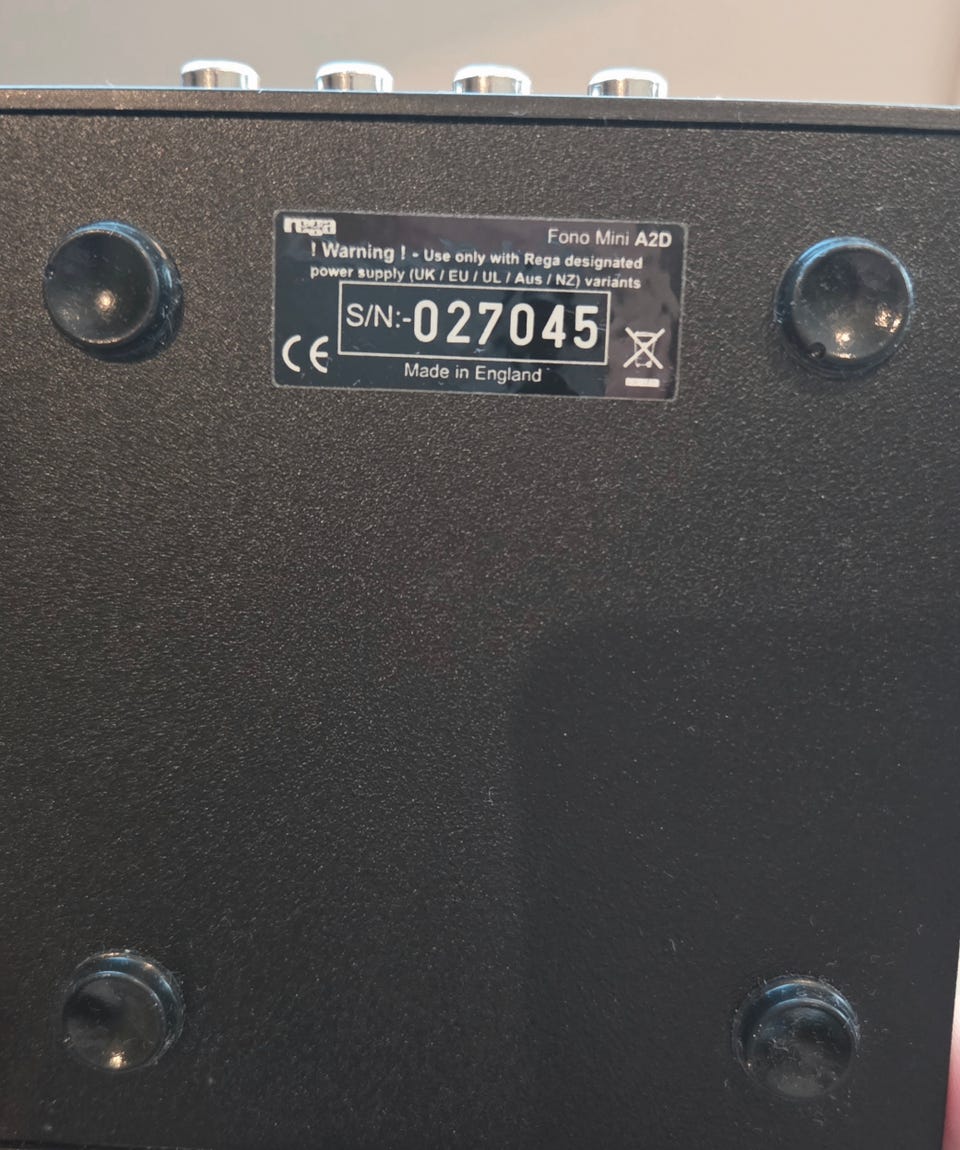 rega
Fono Mini A2D
! Warning ! - Use only with Rega designated
power supply (UK / EU / UL / Aus / NZ) variants
S/N:-027045
CE
Made in England